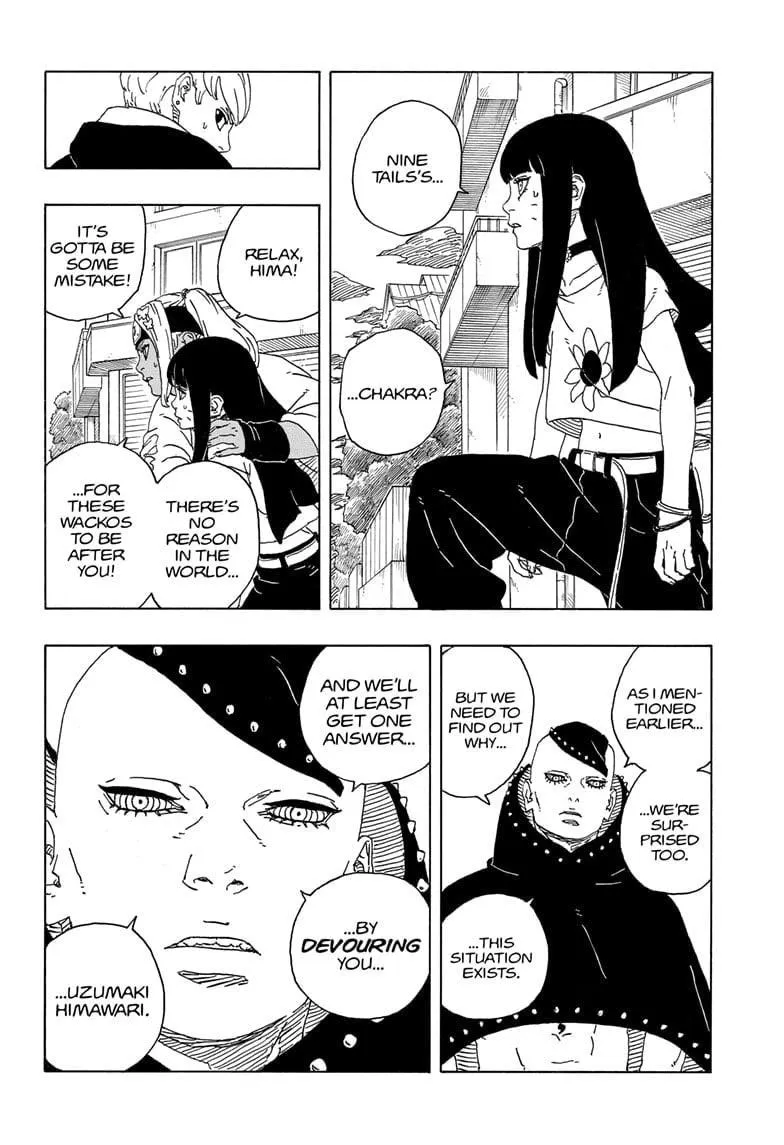 NINE
TAILS'S...
...CHAKRA?
RELAX,
HIMA!
IT'S
GOTTA BE
SOME
MISTAKE!
THERE'S
NO
REASON
IN THE
WORLD...
...FOR
THESE
WACKOS
TO BE
AFTER
YOU!
AS I MEN-
TIONED
EARLIER...
...WE'RE
SUR-
PRISED
TOO.
BUT WE
NEED TO
FIND OUT
WHY...
...THIS
SITUATION
EXISTS.
AND WE'LL
AT LEAST
GET ONE
ANSWER...
...BY
DEVOURING
YOU...
...UZUMAKI
HIMAWARI.